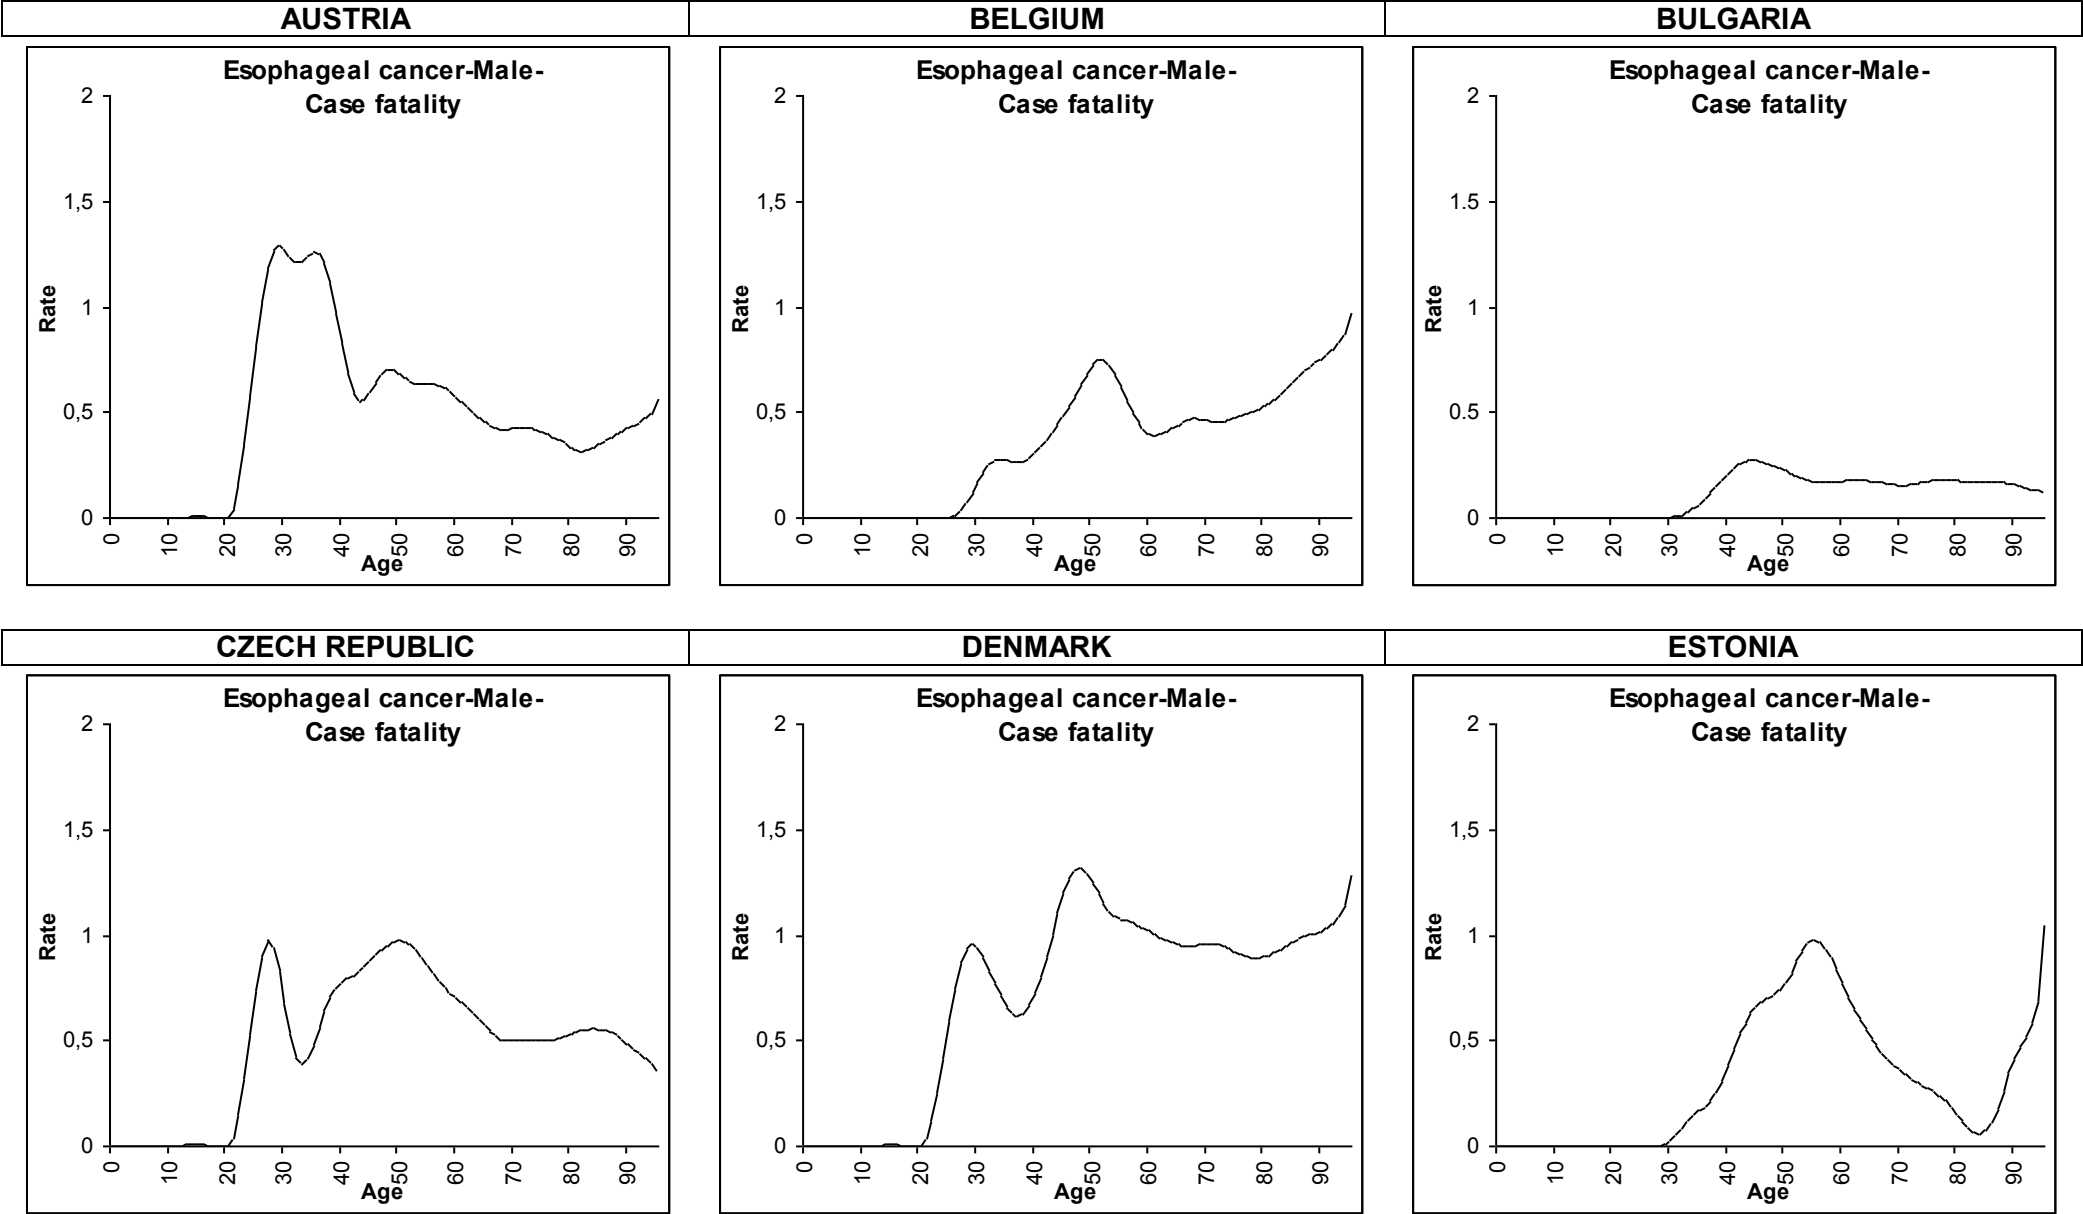 AUSTRIA BELGIUM BULGARIA
Esophageal cancer-Male-
Case fatality
2
1,5
1
0,5
0
Rate
0 10 20 30 40 50 60 70 80 90
Age
Esophageal cancer-Male-
Case fatality
2
1,5
1
0,5
0
Rate
0 10 20 30 40 50 60 70 80 90
Age
Esophageal cancer-Male-
Case fatality
2
1.5
1
0.5
0
Rate
0 10 20 30 40 50 60 70 80 90
Age
CZECH REPUBLIC DENMARK ESTONIA
Esophageal cancer-Male-
Case fatality
2
1,5
1
0,5
0
Rate
0 10 20 30 40 50 60 70 80 90
Age
Esophageal cancer-Male-
Case fatality
2
1,5
1
0,5
0
Rate
0 10 20 30 40 50 60 70 80 90
Age
Esophageal cancer-Male-
Case fatality
2
1,5
1
0,5
0
Rate
0 10 20 30 40 50 60 70 80 90
Age